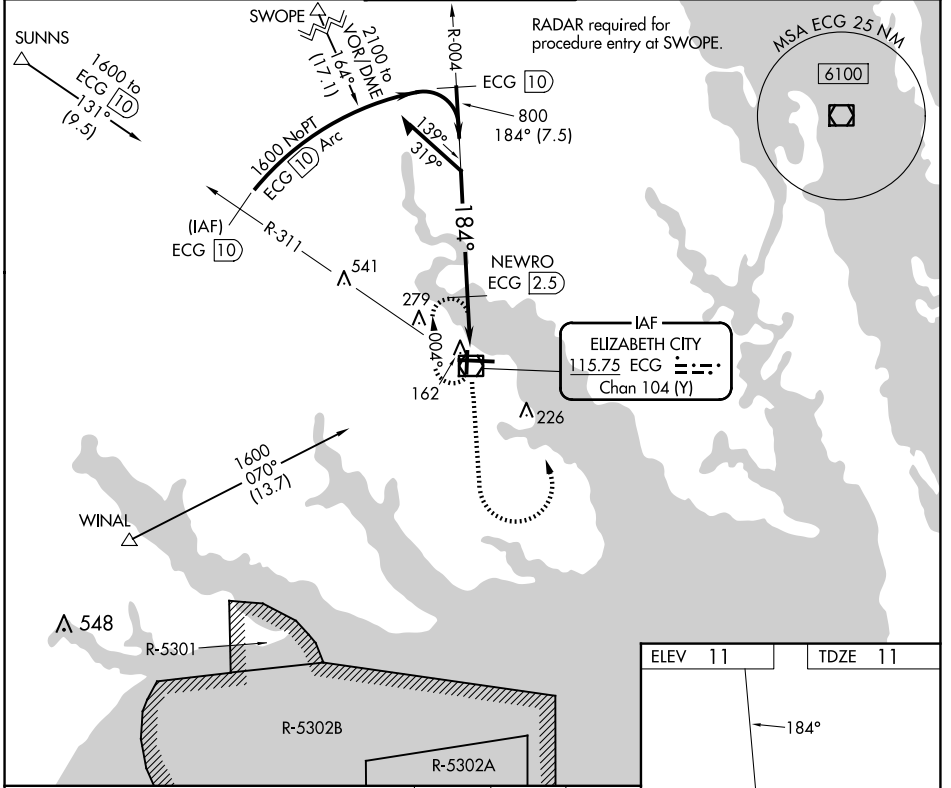 SUNNS
1600 to
ECG 10
131°
(9.5)
SWOPE
2100 to
VOR/DME
164°
(17.1)
R-004
RADAR required for
procedure entry at SWOPE.
MSA ECG 25 NM
6100
ECG 10
800
184° (7.5)
1600 NoPT
ECG 10 Arc
139°
319°
(IAF)
ECG 10
R-311
184°
541
NEWRO
ECG 2.5
279
004°
162
IAF
ELIZABETH CITY
115.75 ECG
Chan 104 (Y)
226
1600
070°
(13.7)
WINAL
548
R-5301
R-5302B
R-5302A
ELEV 11
TDZE 11
184°